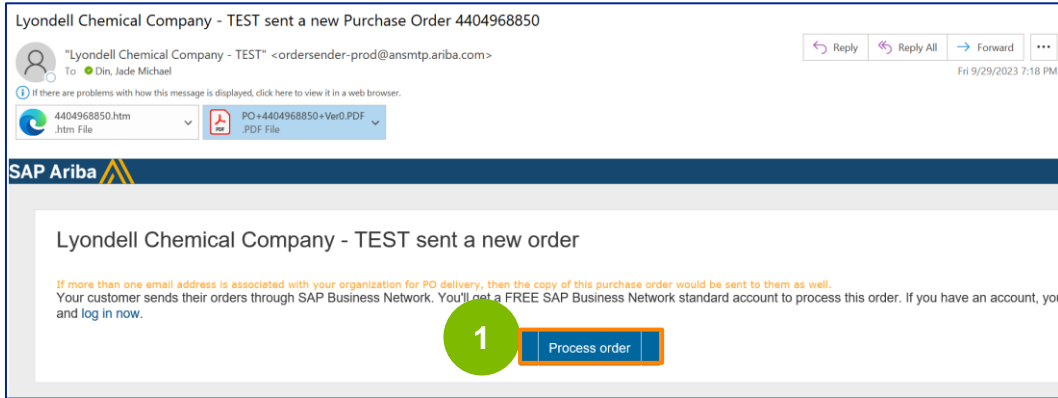 Lyondell Chemical Company - TEST sent a new Purchase Order 4404968850
"Lyondell Chemical Company - TEST" <ordersender-prod@ansmtp.ariba.com>
To Din, Jade Michael
Reply
Reply All
Forward
Fri 9/29/2023 7:18 PM
If there are problems with how this message is displayed, click here to view it in a web browser.
4404968850.htm
.htm File
PDF
PO+4404968850+Ver0.PDF
.PDF File
SAP Ariba
Lyondell Chemical Company - TEST sent a new order
If more than one email address is associated with your organization for PO delivery, then the copy of this purchase order would be sent to them as well.
Your customer sends their orders through SAP Business Network. You'll get a FREE SAP Business Network standard account to process this order. If you have an account, you
and log in now.
1
Process order